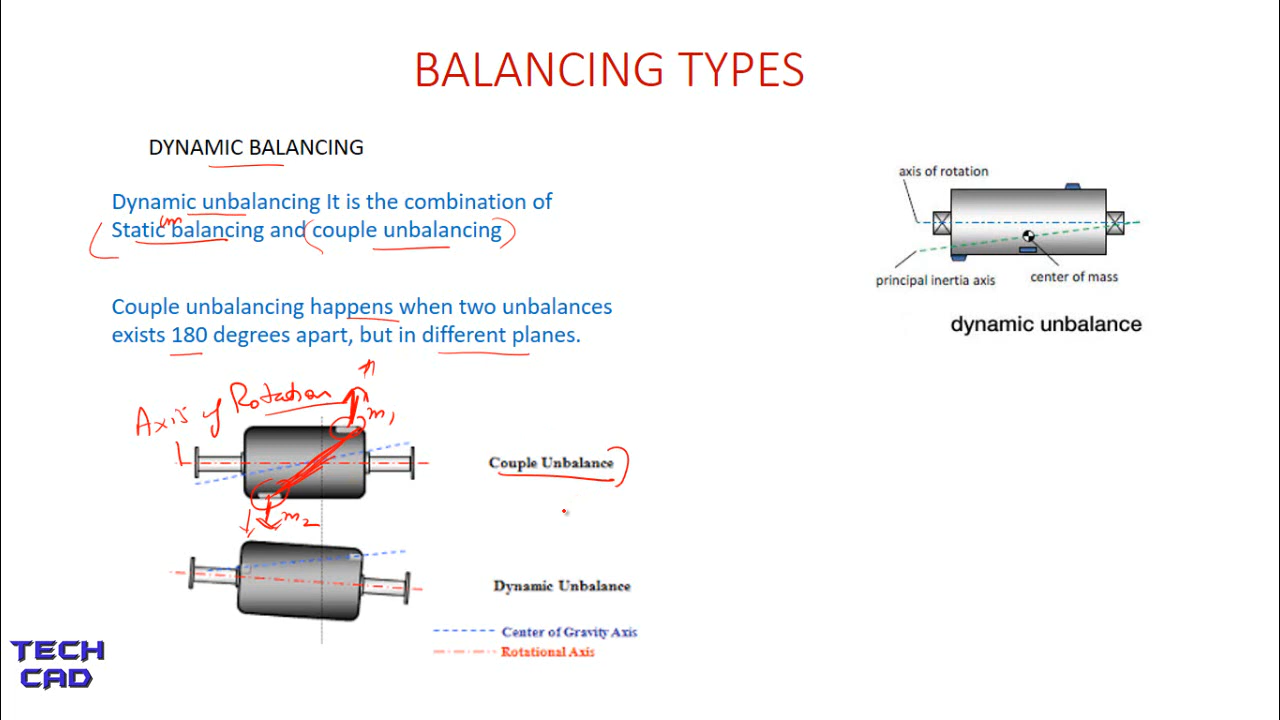 BALANCING TYPES
DYNAMIC BALANCING
Dynamic unbalancing It is the combination of
un
Static balancing and couple unbalancing
Couple unbalancing happens when two unbalances
exists 180 degrees apart, but in different planes.
axis of rotation
principal inertia axis
center of mass
dynamic unbalance
Axis of Rotation
m1
m2
Couple Unbalance
Dynamic Unbalance
Center of Gravity Axis
Rotational Axis
TECH
CAD